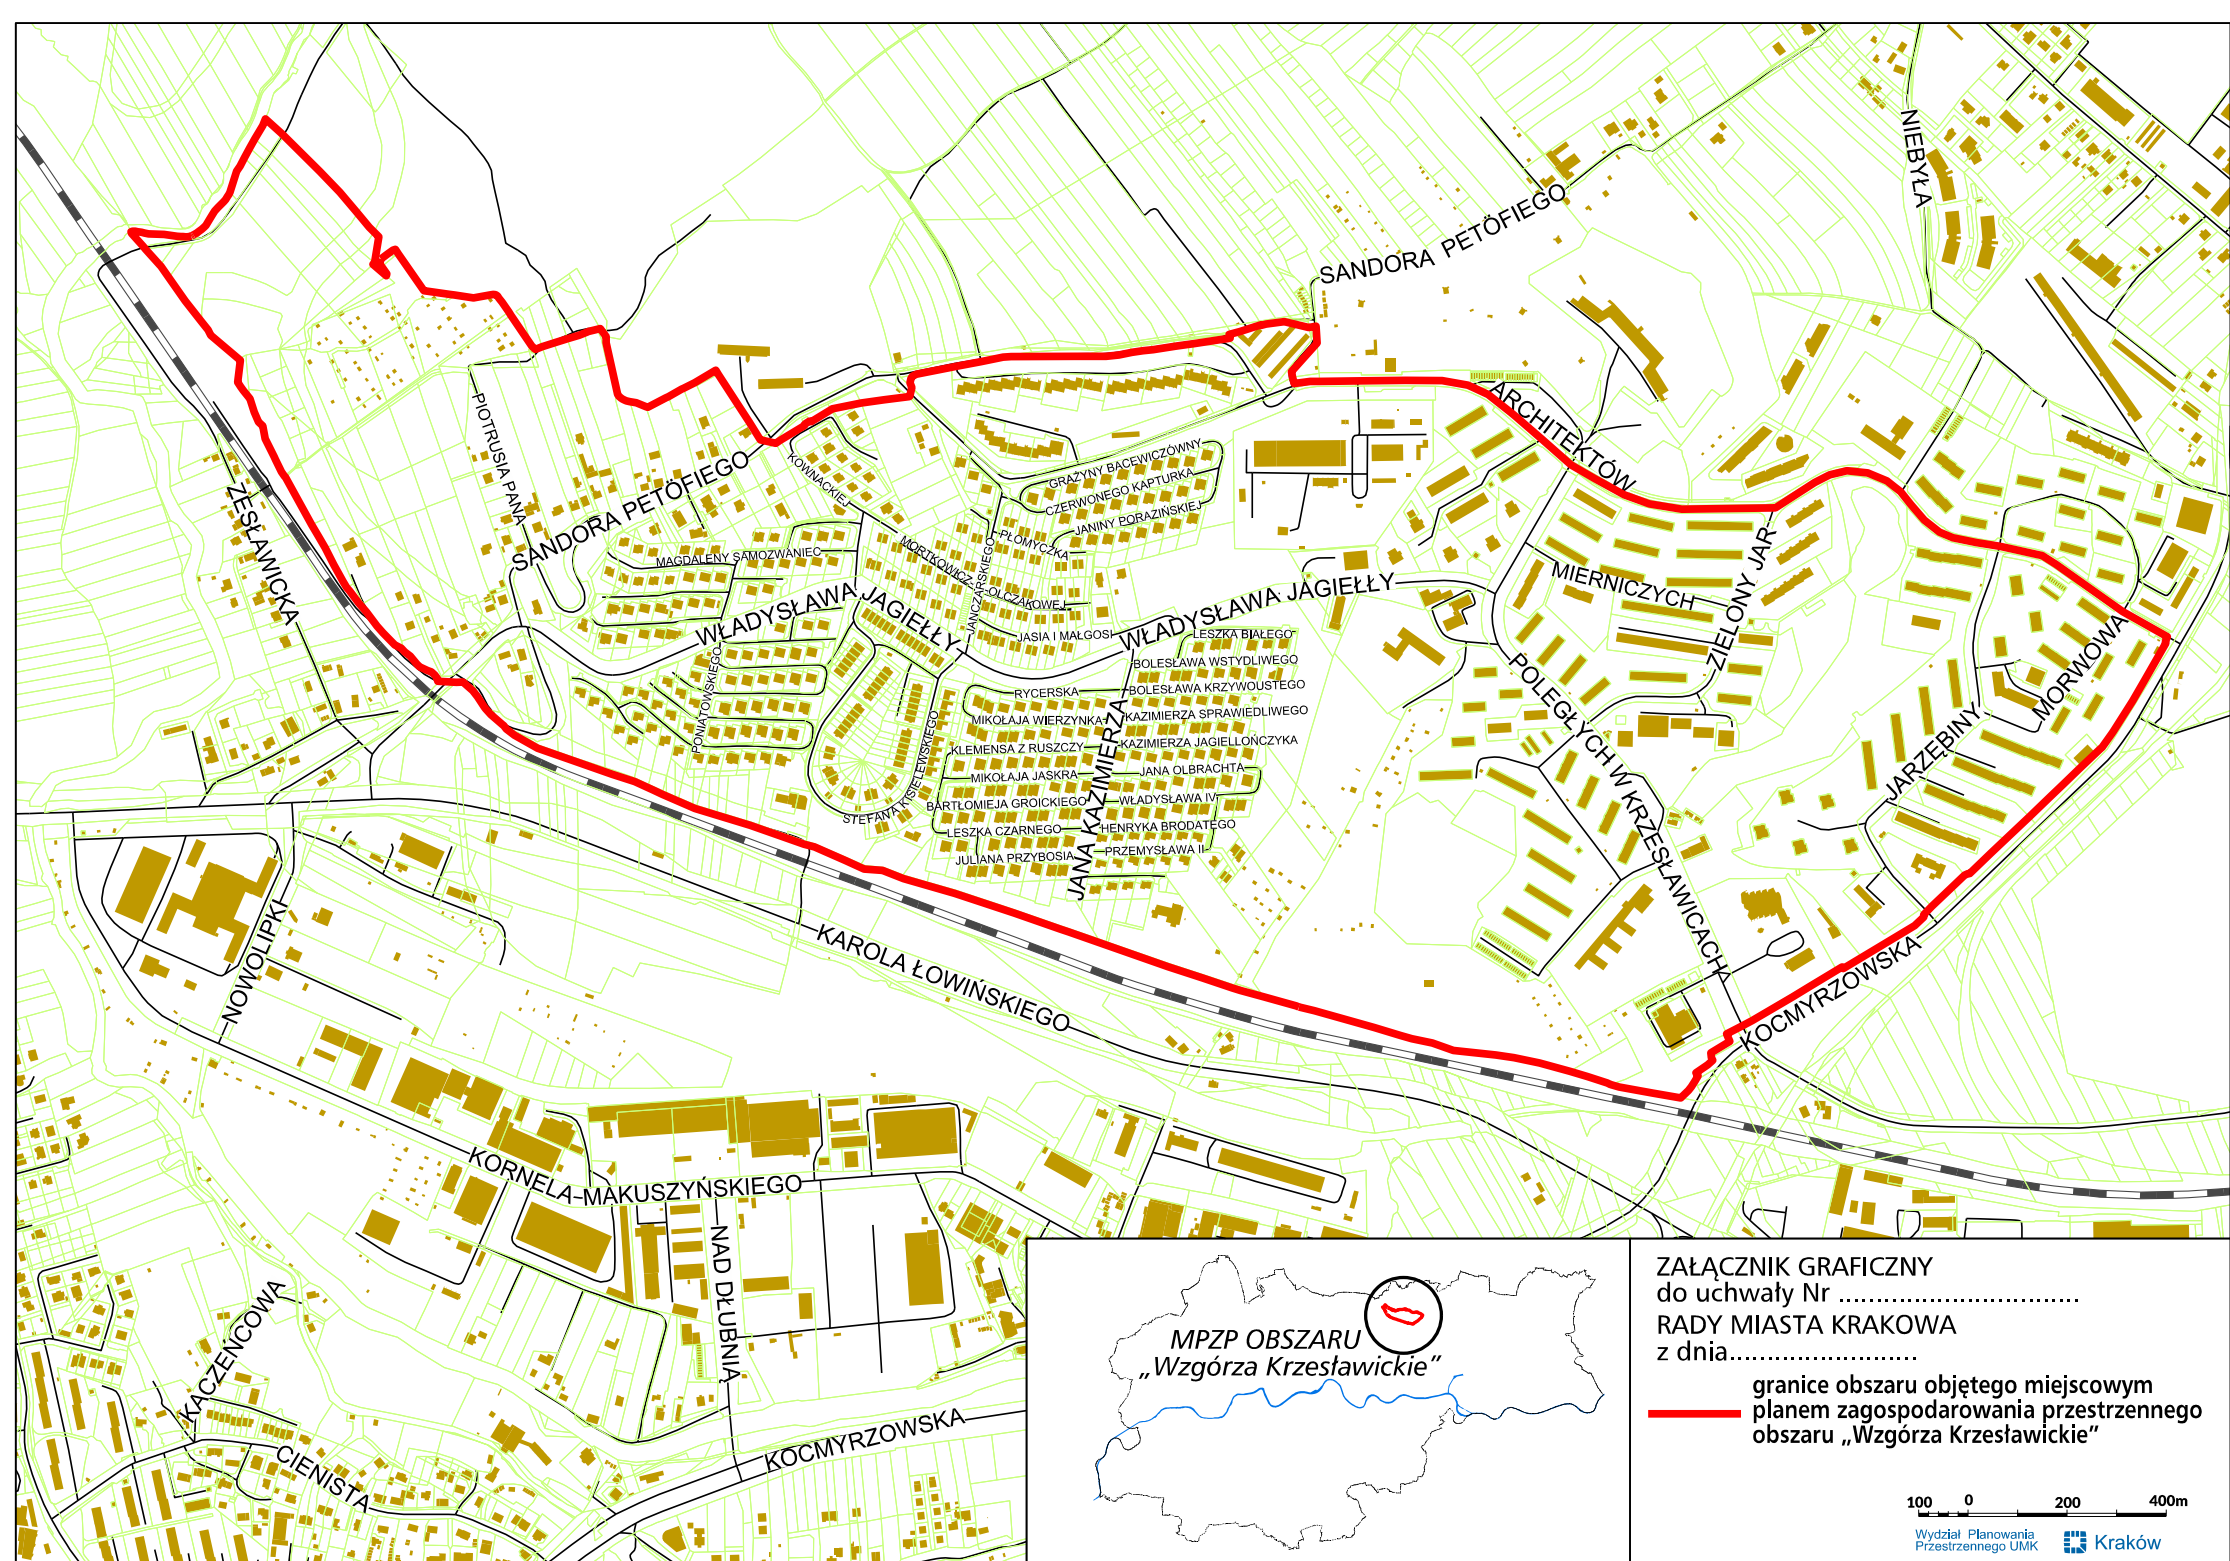 NIEBYŁA
SANDORA PETÖFIEGO
ARCHITEKTÓW
PIOTRUSIA PANA
ZESŁAWICKA
SANDORA PETÖFIEGO
KOWNACKIEJ
GRAŻYNY BACEWICZÓWNY
CZERWONEGO KAPTURKA
JANINY PORAZIŃSKIEJ
PŁOMYCZKA
MAGDALENY SAMOZWANIEC
MORTKOWICZ-OLCZAKOWEJ
JANCZARSKIEGO
JASIA I MAŁGOSI
WŁADYSŁAWA JAGIEŁŁY
WŁADYSŁAWA JAGIEŁŁY
MIERNICZYCH
ZIELONY JAR
MORWOWA
JARZĘBINY
POLEGŁYCH W KRZESŁAWICACH
PONIATOWSKIEGO
STEFANA KISIELEWSKIEGO
LESZKA BIAŁEGO
BOLESŁAWA WSTYDLIWEGO
RYCERSKA
BOLESŁAWA KRZYWOUSTEGO
MIKOŁAJA WIERZYNKA
KAZIMIERZA SPRAWIEDLIWEGO
KLEMENSA Z RUSZCZY
KAZIMIERZA JAGIELLOŃCZYKA
MIKOŁAJA JASKRA
JANA OLBRACHTA
BARTŁOMIEJA GROICKIEGO
WŁADYSŁAWA IV
LESZKA CZARNEGO
HENRYKA BRODATEGO
JULIANA PRZYBOSIA
PRZEMYSŁAWA II
JANA KAZIMIERZA
NOWOLIPKI
KAROLA ŁOWIŃSKIEGO
KOCMYRZOWSKA
KORNELA MAKUSZYŃSKIEGO
NAD DŁUBNIĄ
KACZEŃCOWA
CIENISTA
KOCMYRZOWSKA
MPZP OBSZARU
„Wzgórza Krzesławickie”
ZAŁĄCZNIK GRAFICZNY
do uchwały Nr ................................
RADY MIASTA KRAKOWA
z dnia.........................
granice obszaru objętego miejscowym
planem zagospodarowania przestrzennego
obszaru „Wzgórza Krzesławickie”
100 0 200 400m
Wydział Planowania
Przestrzennego UMK
Kraków